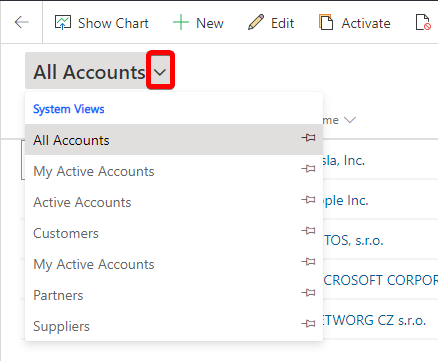 Show Chart
New
Edit
Activate
All Accounts
System Views
All Accounts
My Active Accounts
Active Accounts
Customers
My Active Accounts
Partners
Suppliers
me
sla, Inc.
ple Inc.
TOS, s.r.o.
CROSOFT CORPOR
ETWORG CZ s.r.o.